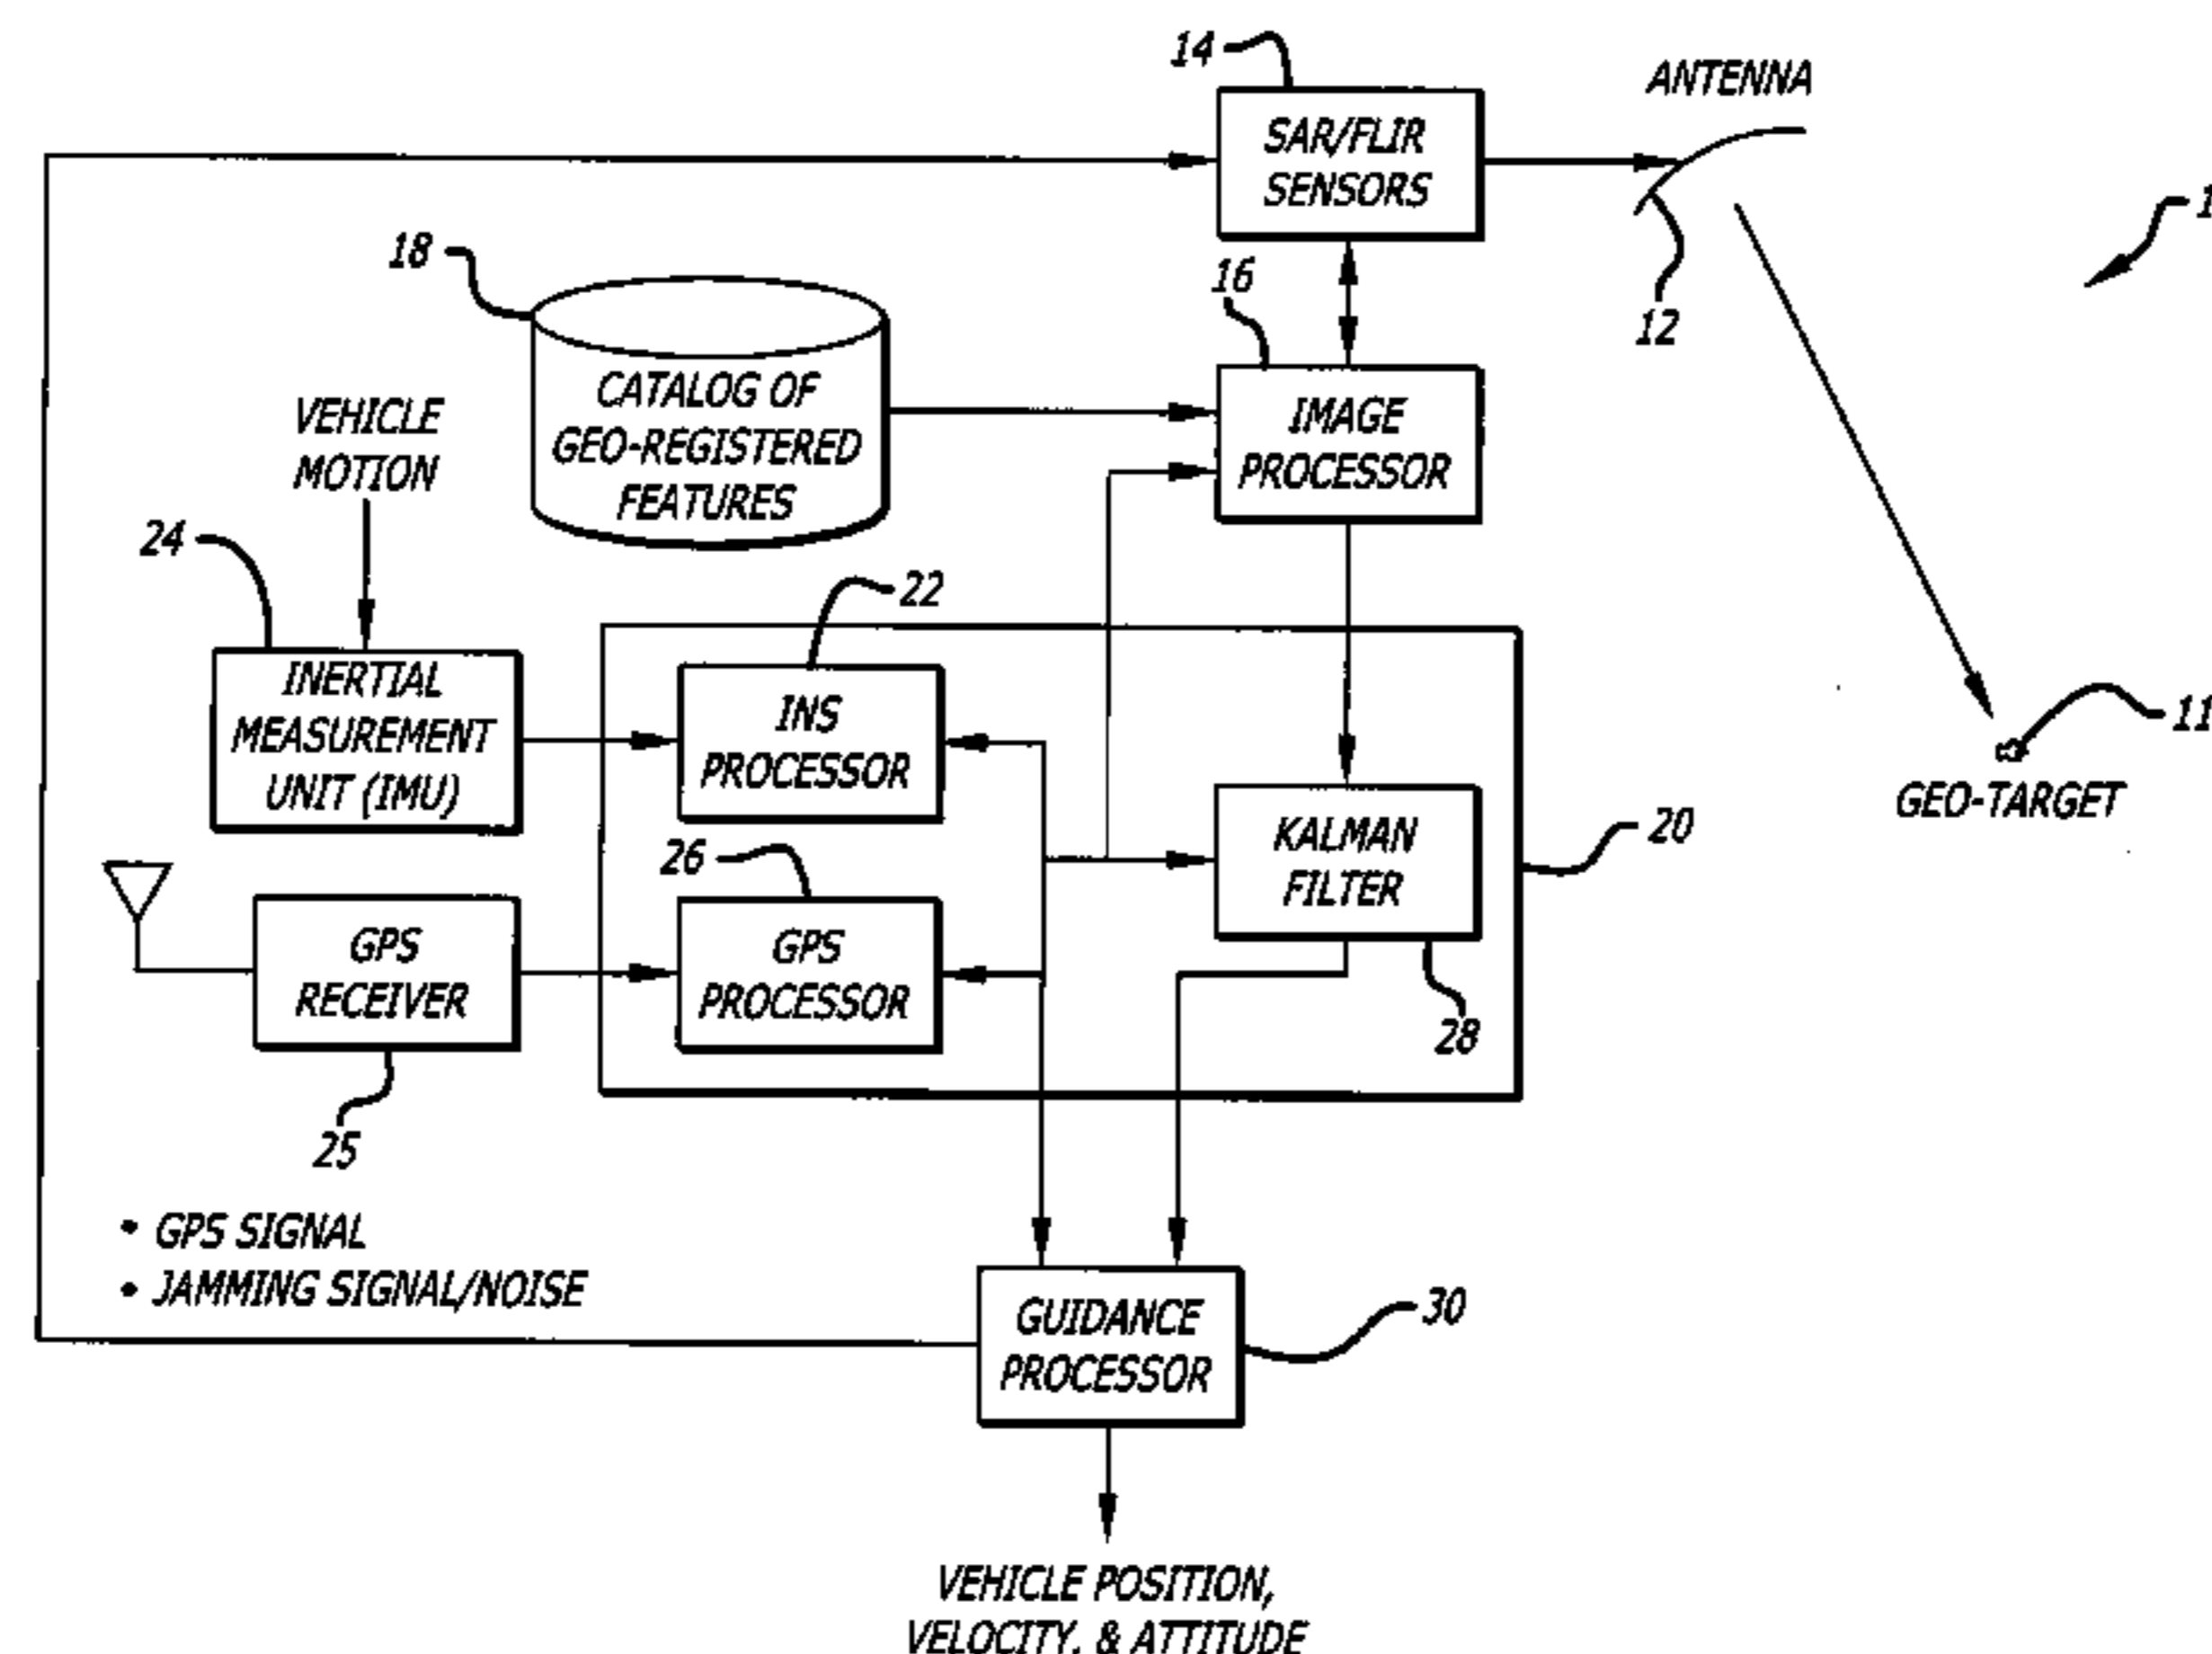 14
ANTENNA
SAR/FLIR
SENSORS
1
18
16
12
CATALOG OF
GEO-REGISTERED
FEATURES
IMAGE
PROCESSOR
VEHICLE
MOTION
24
22
INERTIAL
MEASUREMENT
UNIT (IMU)
INS
PROCESSOR
11
GEO-TARGET
KALMAN
FILTER
20
26
GPS
RECEIVER
GPS
PROCESSOR
28
25
• GPS SIGNAL
• JAMMING SIGNAL/NOISE
GUIDANCE
PROCESSOR
30
VEHICLE POSITION,
VELOCITY, & ATTITUDE